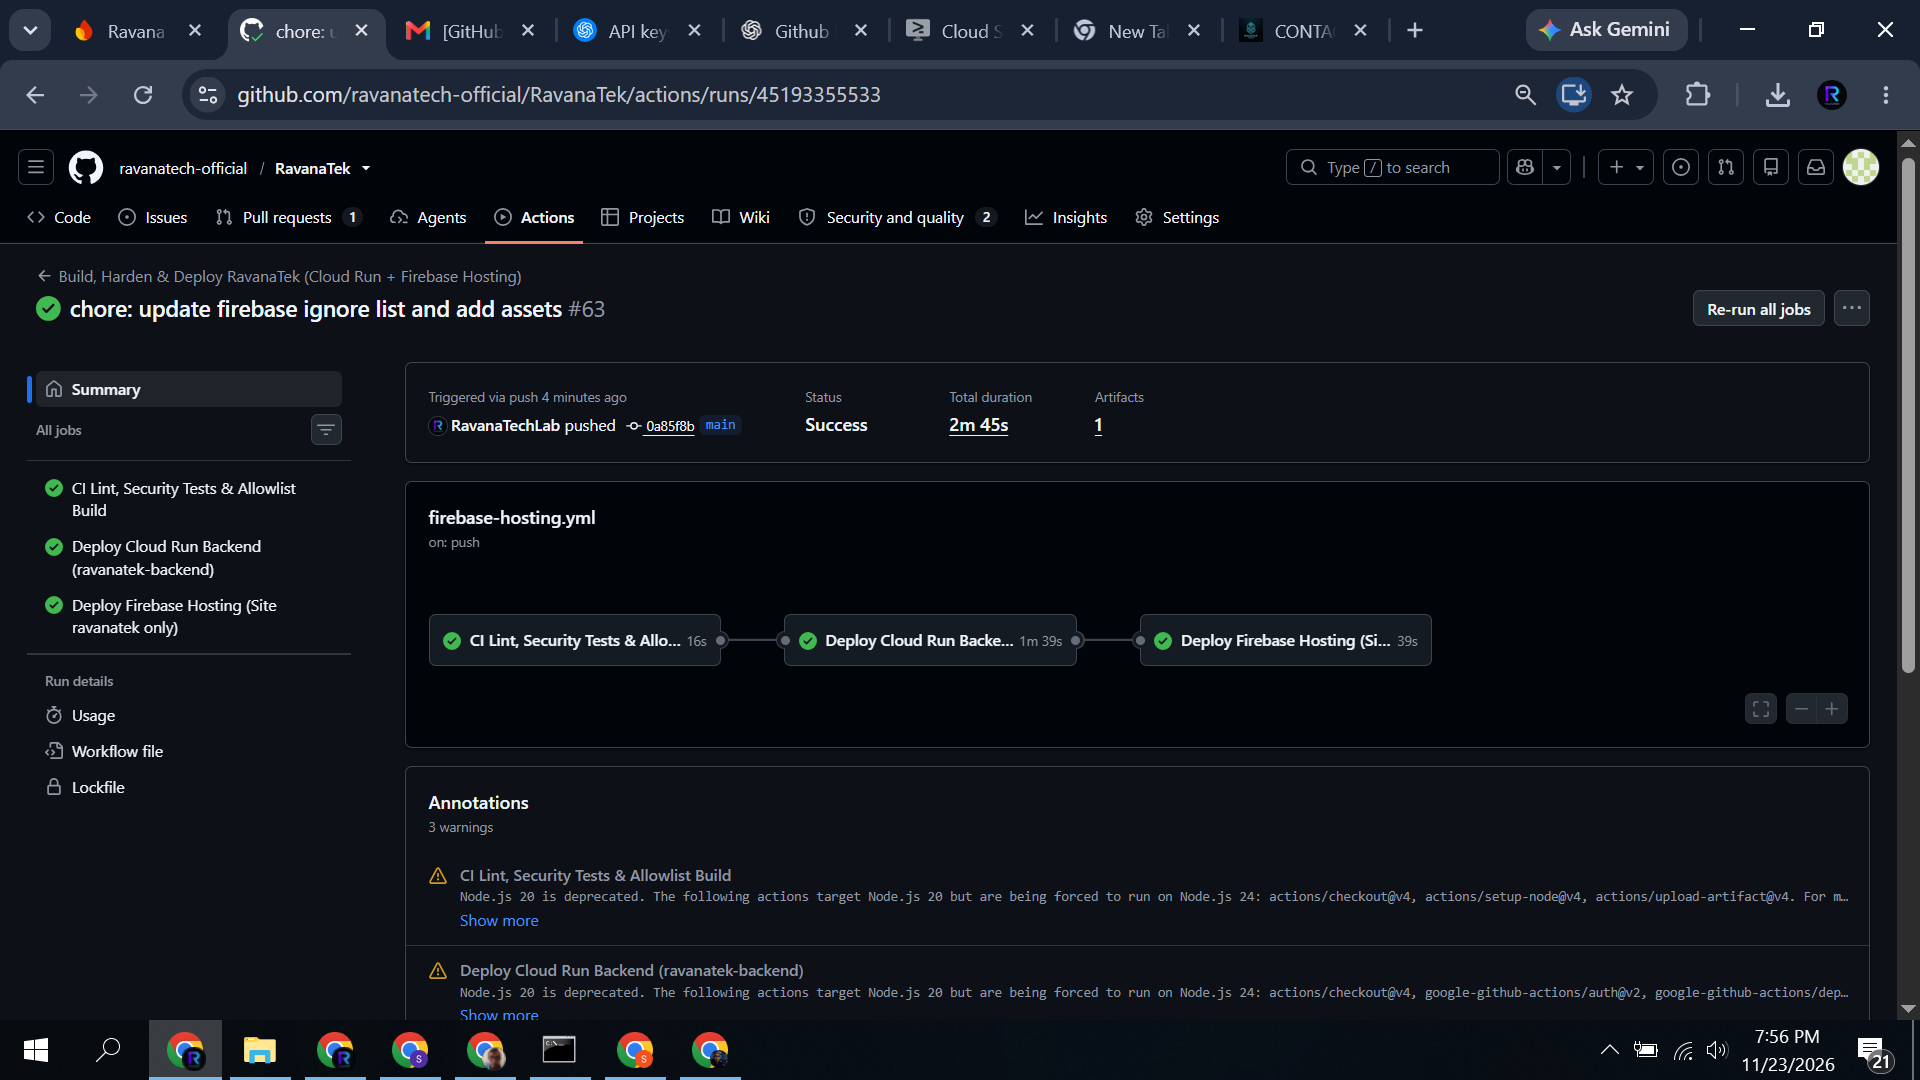 Ravana
chore: u
[GitHub
API key
Github
Cloud S
New Ta
CONTA
Ask Gemini
github.com/ravanatech-official/RavanaTek/actions/runs/45193355533
ravanatech-official / RavanaTek
Type / to search
Code
Issues
Pull requests 1
Agents
Actions
Projects
Wiki
Security and quality 2
Insights
Settings
Build, Harden & Deploy RavanaTek (Cloud Run + Firebase Hosting)
chore: update firebase ignore list and add assets #63
Re-run all jobs
Summary
All jobs
CI Lint, Security Tests & Allowlist
Build
Deploy Cloud Run Backend
(ravanatek-backend)
Deploy Firebase Hosting (Site
ravanatek only)
Run details
Usage
Workflow file
Lockfile
Triggered via push 4 minutes ago
RavanaTechLab pushed 0a85f8b main
Status
Success
Total duration
2m 45s
Artifacts
1
firebase-hosting.yml
on: push
CI Lint, Security Tests & Allo... 16s
Deploy Cloud Run Backe... 1m 39s
Deploy Firebase Hosting (Si... 39s
Annotations
3 warnings
CI Lint, Security Tests & Allowlist Build
Node.js 20 is deprecated. The following actions target Node.js 20 but are being forced to run on Node.js 24: actions/checkout@v4, actions/setup-node@v4, actions/upload-artifact@v4. For m…
Show more
Deploy Cloud Run Backend (ravanatek-backend)
Node.js 20 is deprecated. The following actions target Node.js 20 but are being forced to run on Node.js 24: actions/checkout@v4, google-github-actions/auth@v2, google-github-actions/dep…
Show more
7:56 PM
11/23/2026
21